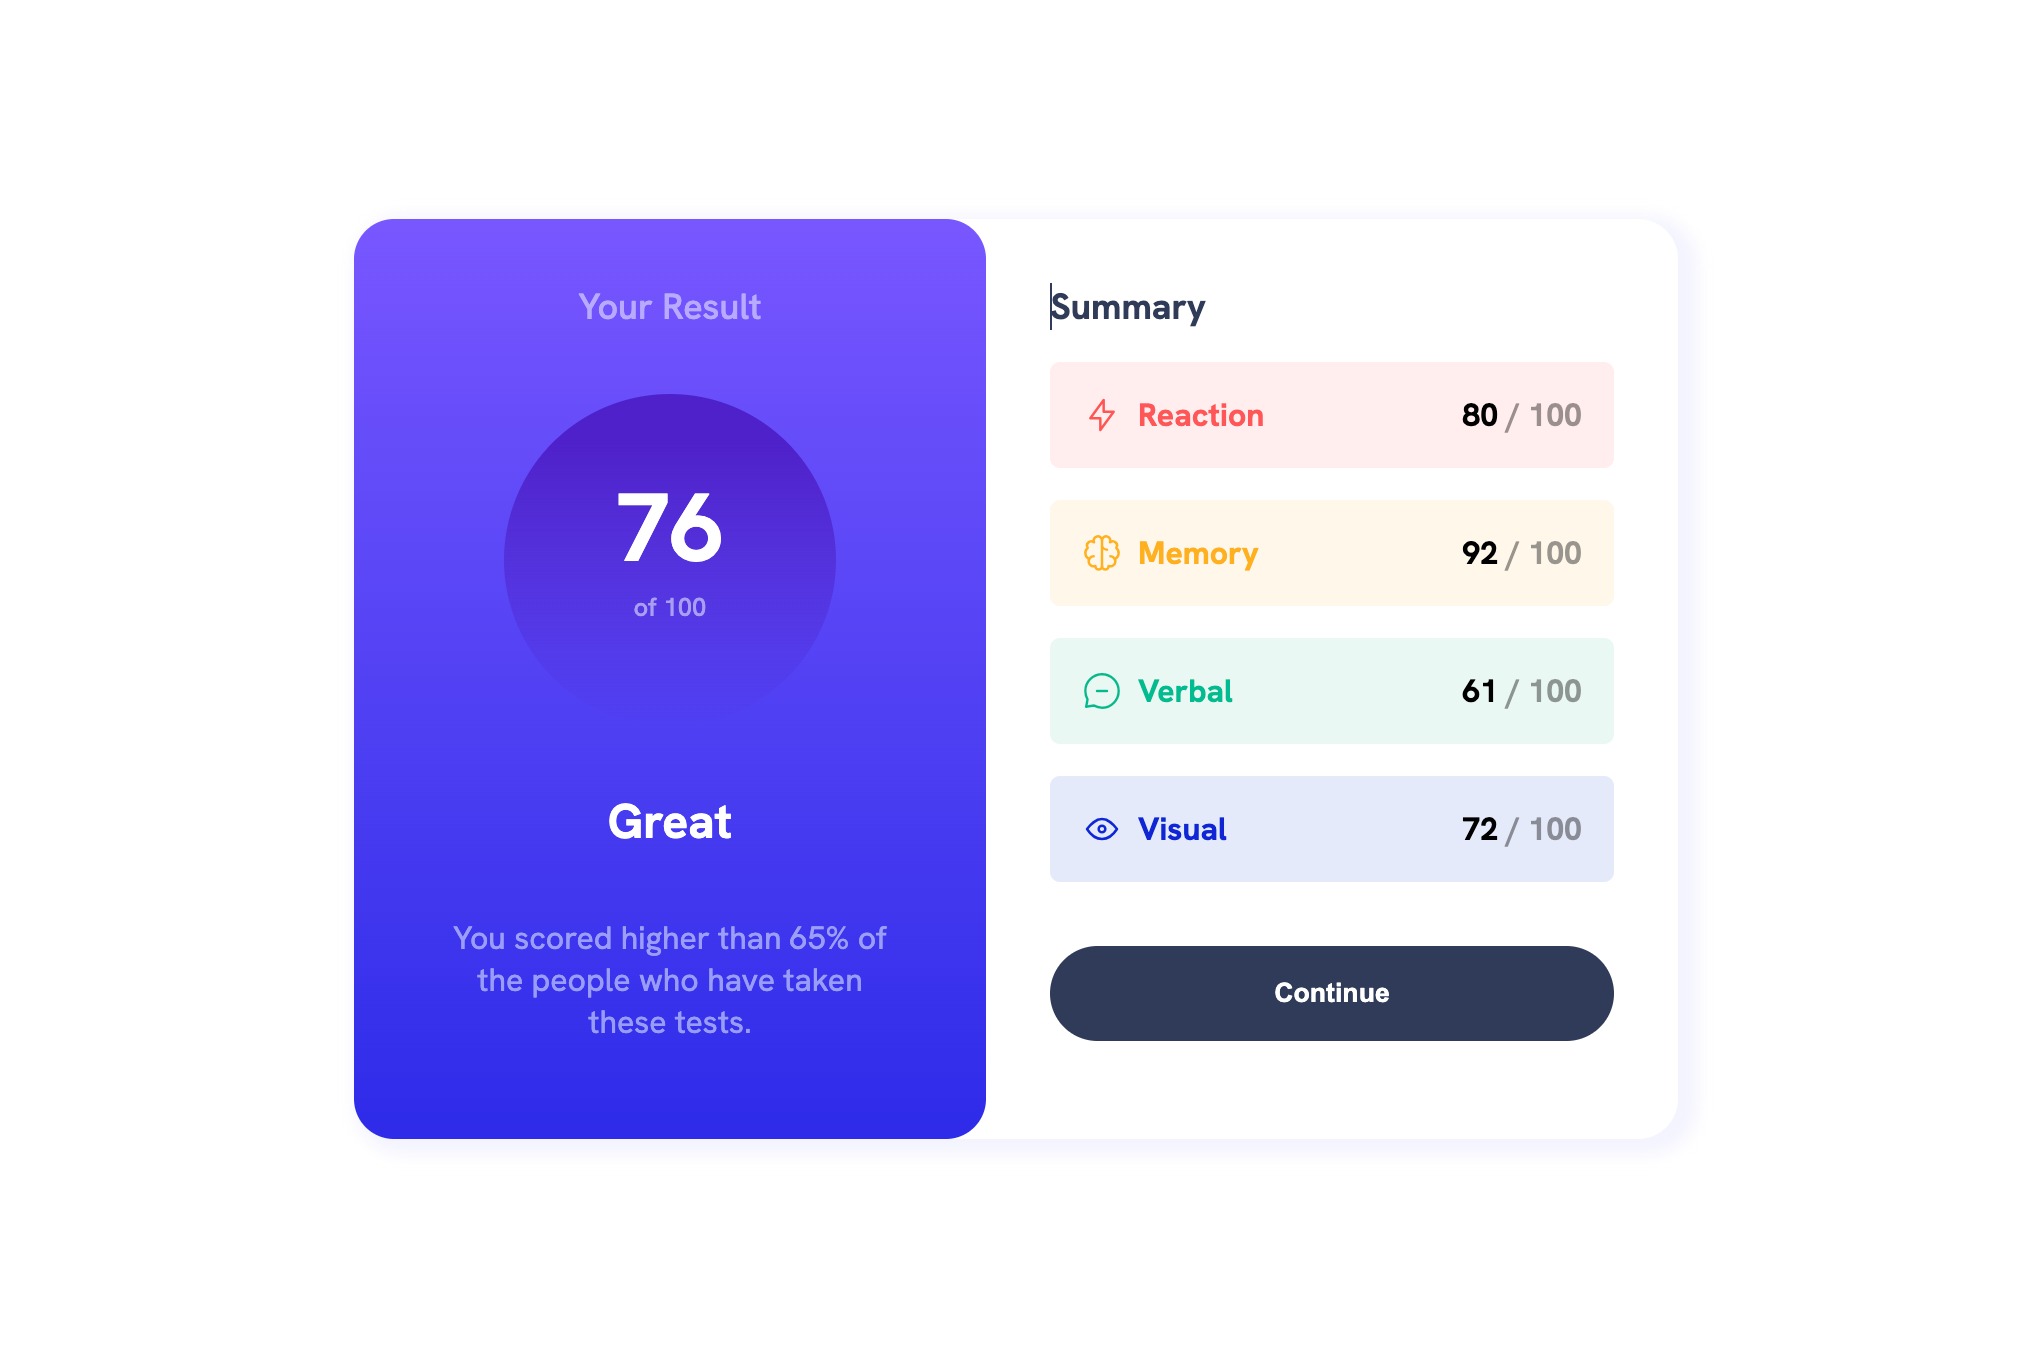 Your Result
76
of 100
Great
You scored higher than 65% of
the people who have taken
these tests.
Summary
Reaction 80 / 100
Memory 92 / 100
Verbal 61 / 100
Visual 72 / 100
Continue